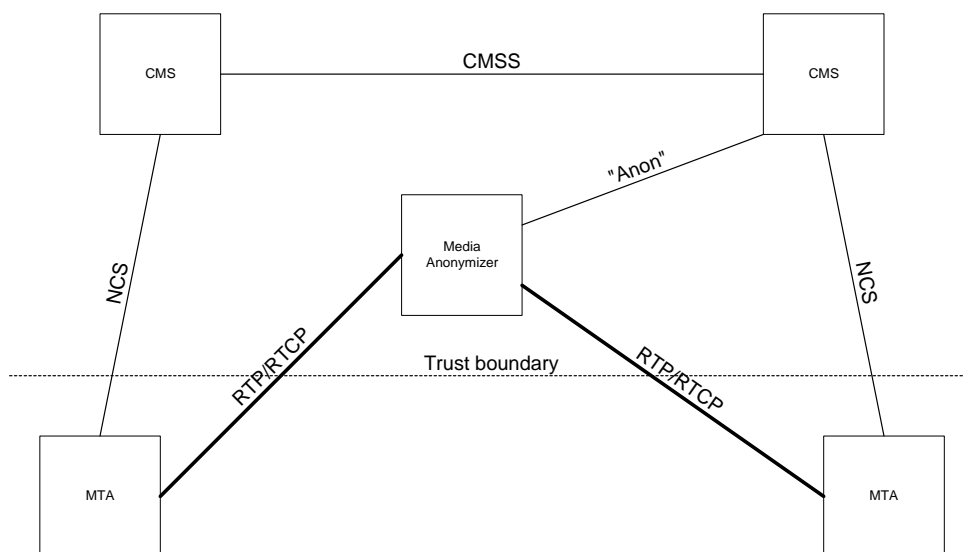 CMS
CMSS
CMS
"Anon"
Media
Anonymizer
NCS
NCS
RTP/RTCP
Trust boundary
RTP/RTCP
MTA
MTA